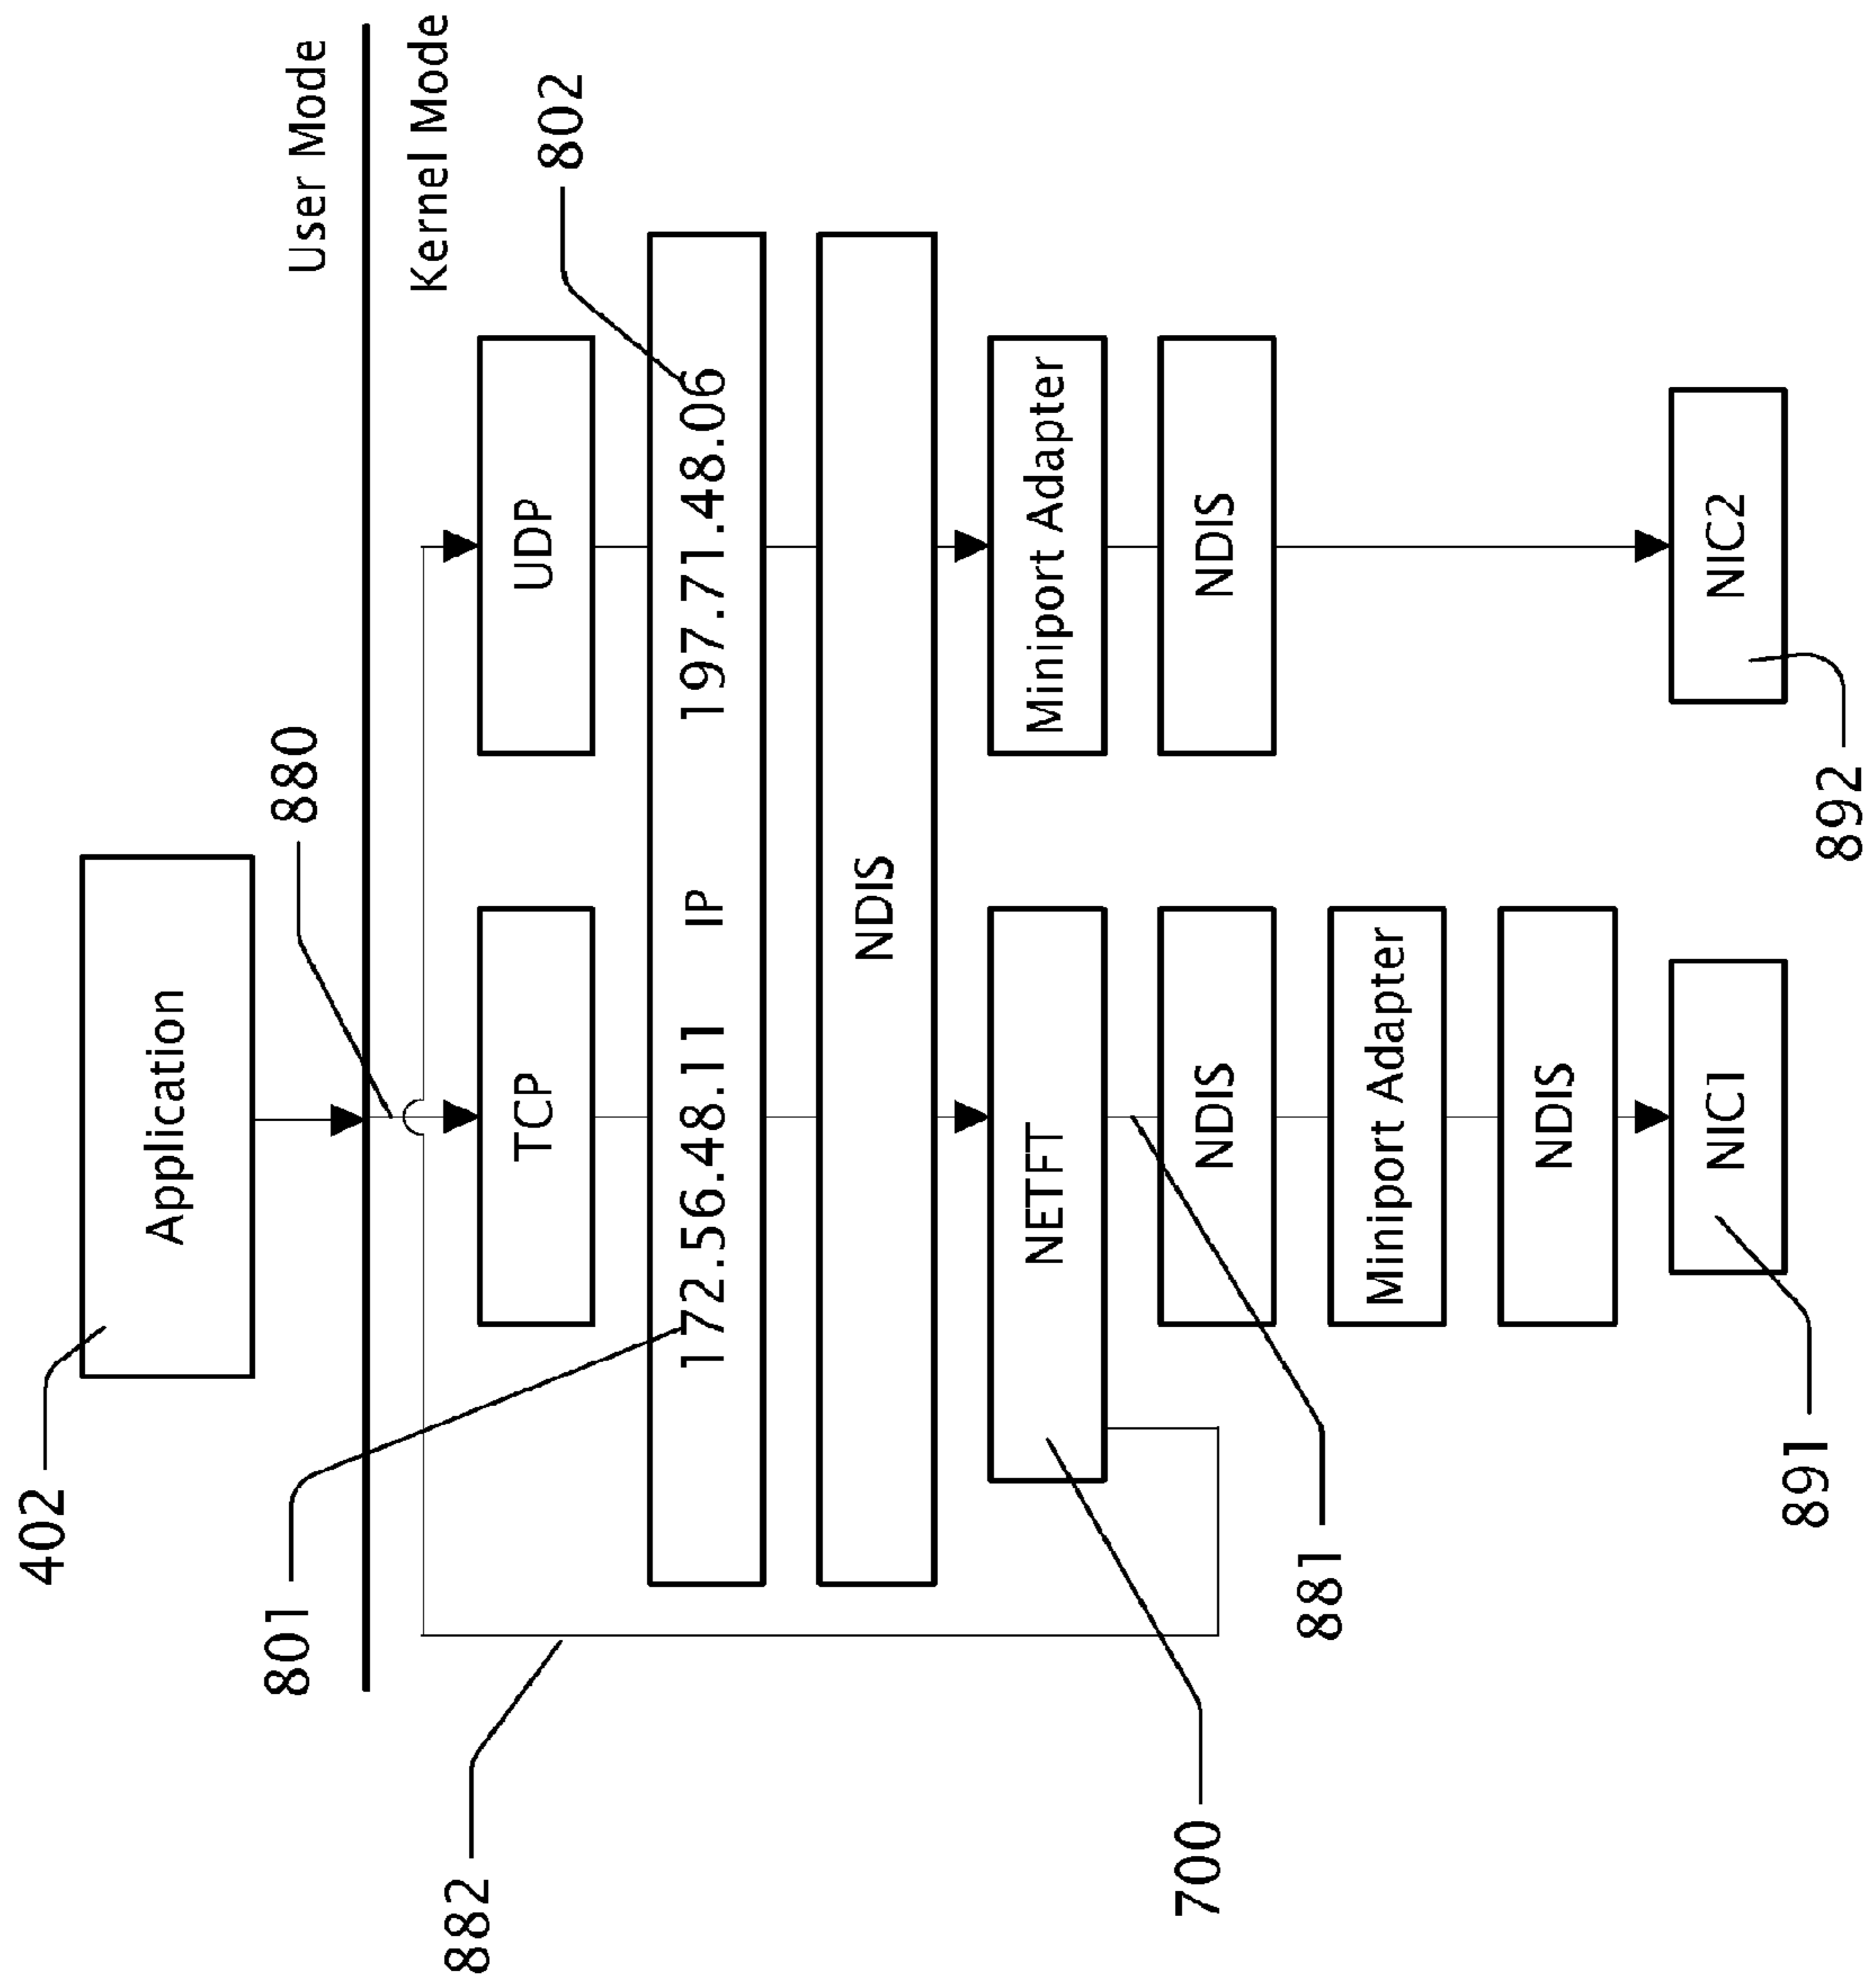 402
Application
880
User Mode
Kernel Mode
801
882
802
TCP
UDP
172.56.48.11
IP
197.71.48.06
NDIS
NETFT
Miniport Adapter
700
881
NDIS
NDIS
Miniport Adapter
NDIS
NIC1
NIC2
891
892